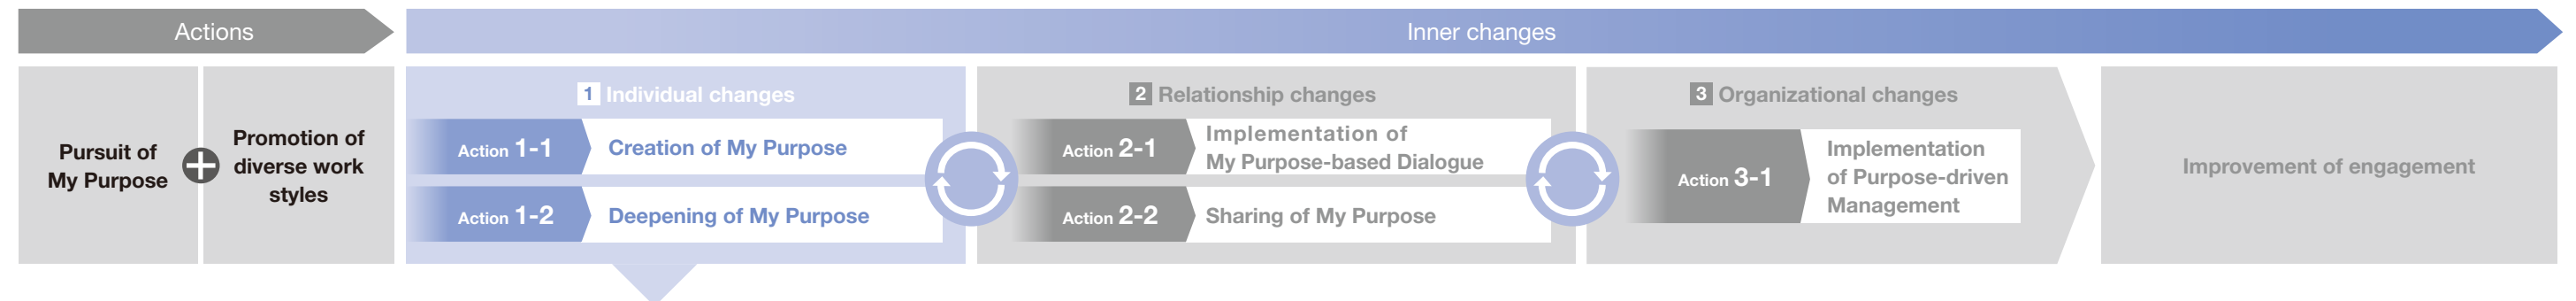 Actions
Inner changes
Pursuit of
My Purpose
Promotion of
diverse work
styles
1 Individual changes
Action 1-1
Creation of My Purpose
Action 1-2
Deepening of My Purpose
2 Relationship changes
Action 2-1
Implementation of
My Purpose-based Dialogue
Action 2-2
Sharing of My Purpose
3 Organizational changes
Action 3-1
Implementation
of Purpose-driven
Management
Improvement of engagement